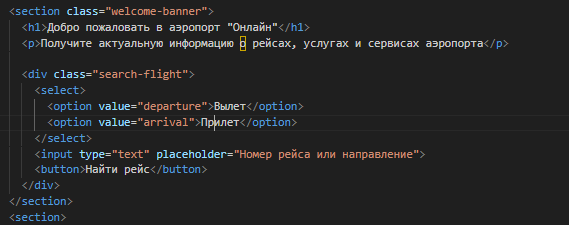 <section class="welcome-banner">
<h1>Добро пожаловать в аэропорт "Онлайн"</h1>
<p>Получите актуальную информацию о рейсах, услугах и сервисах аэропорта</p>
<div class="search-flight">
<select>
<option value="departure">Вылет</option>
<option value="arrival">Прилет</option>
</select>
<input type="text" placeholder="Номер рейса или направление">
<button>Найти рейс</button>
</div>
</section>
<section>